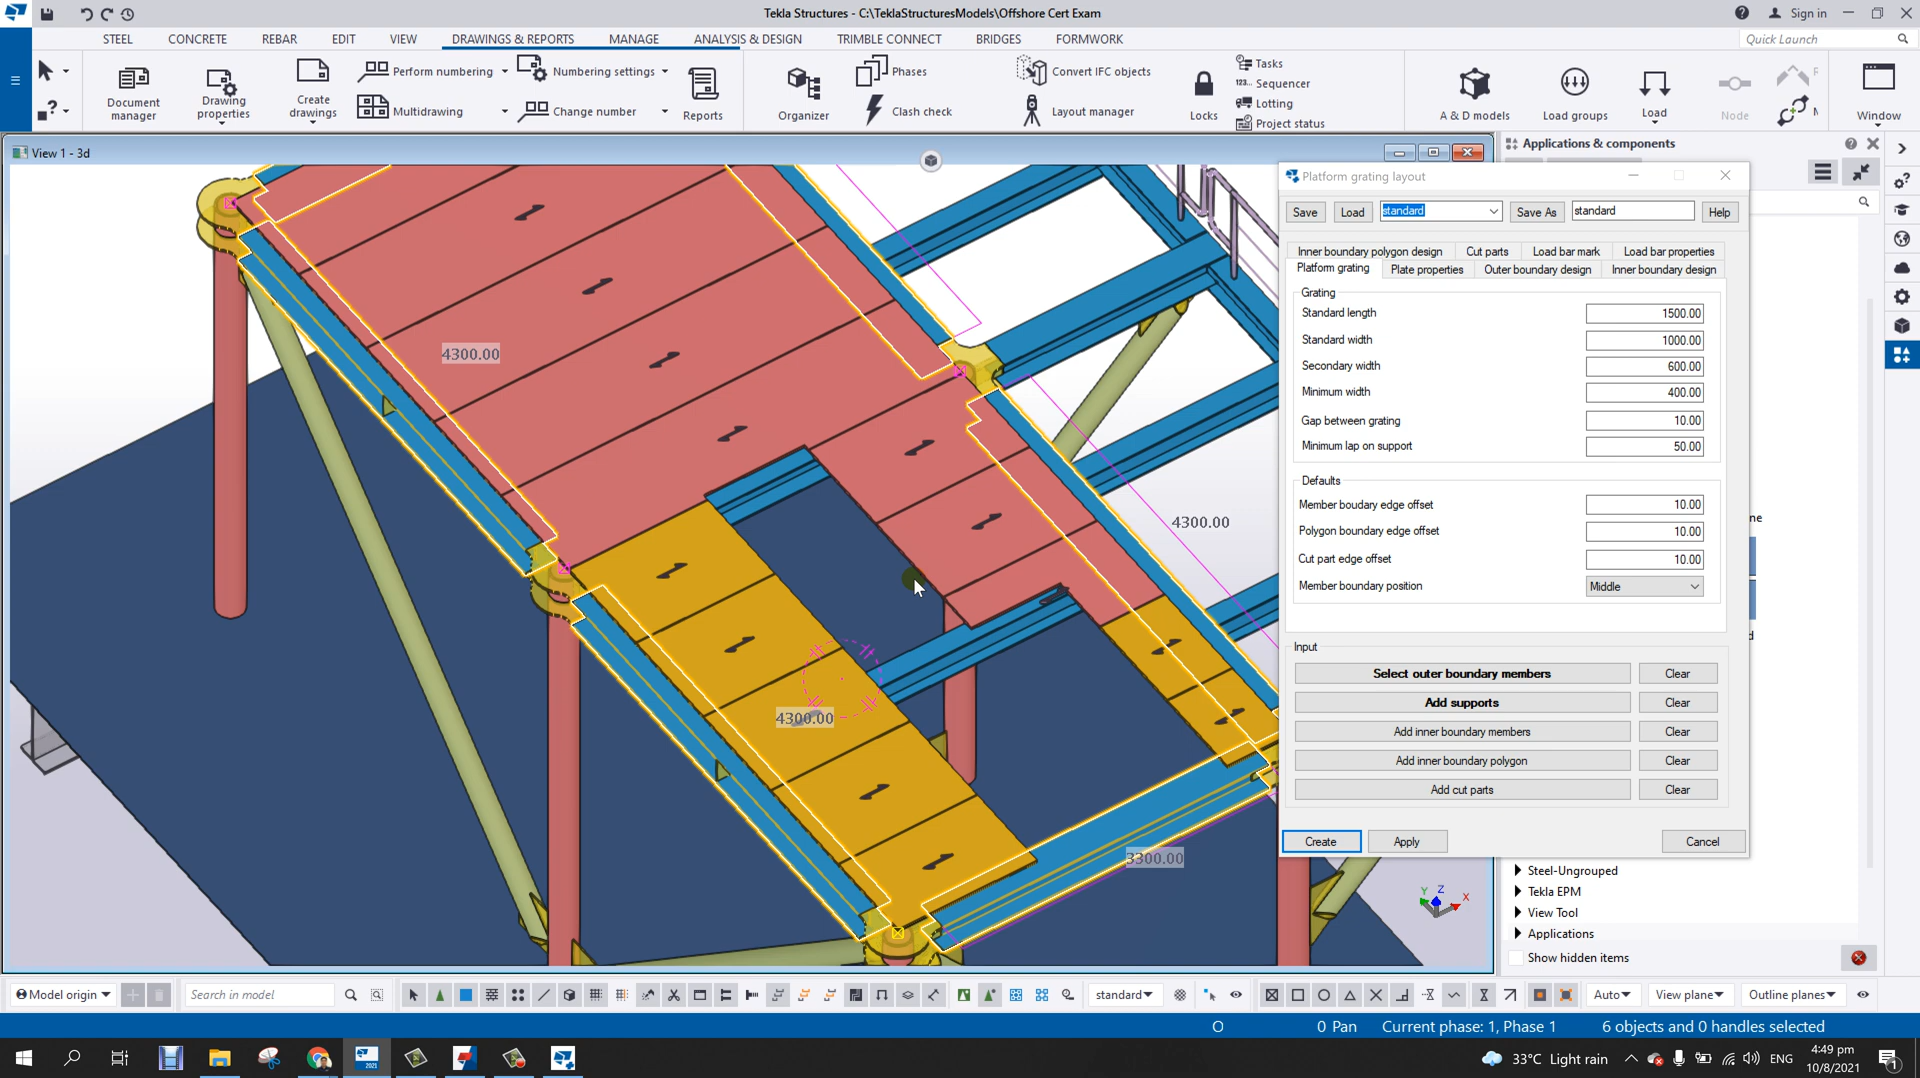 Tekla Structures - C:\TeklaStructuresModels\Offshore Cert Exam
Sign in
STEEL CONCRETE REBAR EDIT VIEW DRAWINGS & REPORTS MANAGE ANALYSIS & DESIGN TRIMBLE CONNECT BRIDGES FORMWORK
Quick Launch
Document manager
Drawing properties
Create drawings
Perform numbering
Multidrawing
Numbering settings
Change number
Reports
Organizer
Phases
Clash check
Convert IFC objects
Layout manager
Locks
Tasks
Sequencer
Lotting
Project status
A & D models
Load groups
Load
Node
Window
View 1 - 3d
Applications & components
4300.00
4300.00
4300.00
3300.00
Y Z X
Platform grating layout
Save Load standard Save As standard Help
Inner boundary polygon design Cut parts Load bar mark Load bar properties
Platform grating Plate properties Outer boundary design Inner boundary design
Grating
Standard length 1500.00
Standard width 1000.00
Secondary width 600.00
Minimum width 400.00
Gap between grating 10.00
Minimum lap on support 50.00
Defaults
Member boudary edge offset 10.00
Polygon boundary edge offset 10.00
Cut part edge offset 10.00
Member boundary position Middle
Input
Select outer boundary members Clear
Add supports Clear
Add inner boundary members Clear
Add inner boundary polygon Clear
Add cut parts Clear
Create Apply Cancel
ne
d
Steel-Ungrouped
Tekla EPM
View Tool
Applications
Show hidden items
Model origin
Search in model
standard
Auto
View plane
Outline planes
O 0 Pan Current phase: 1, Phase 1 6 objects and 0 handles selected
33°C Light rain
ENG
4:49 pm
10/8/2021
1